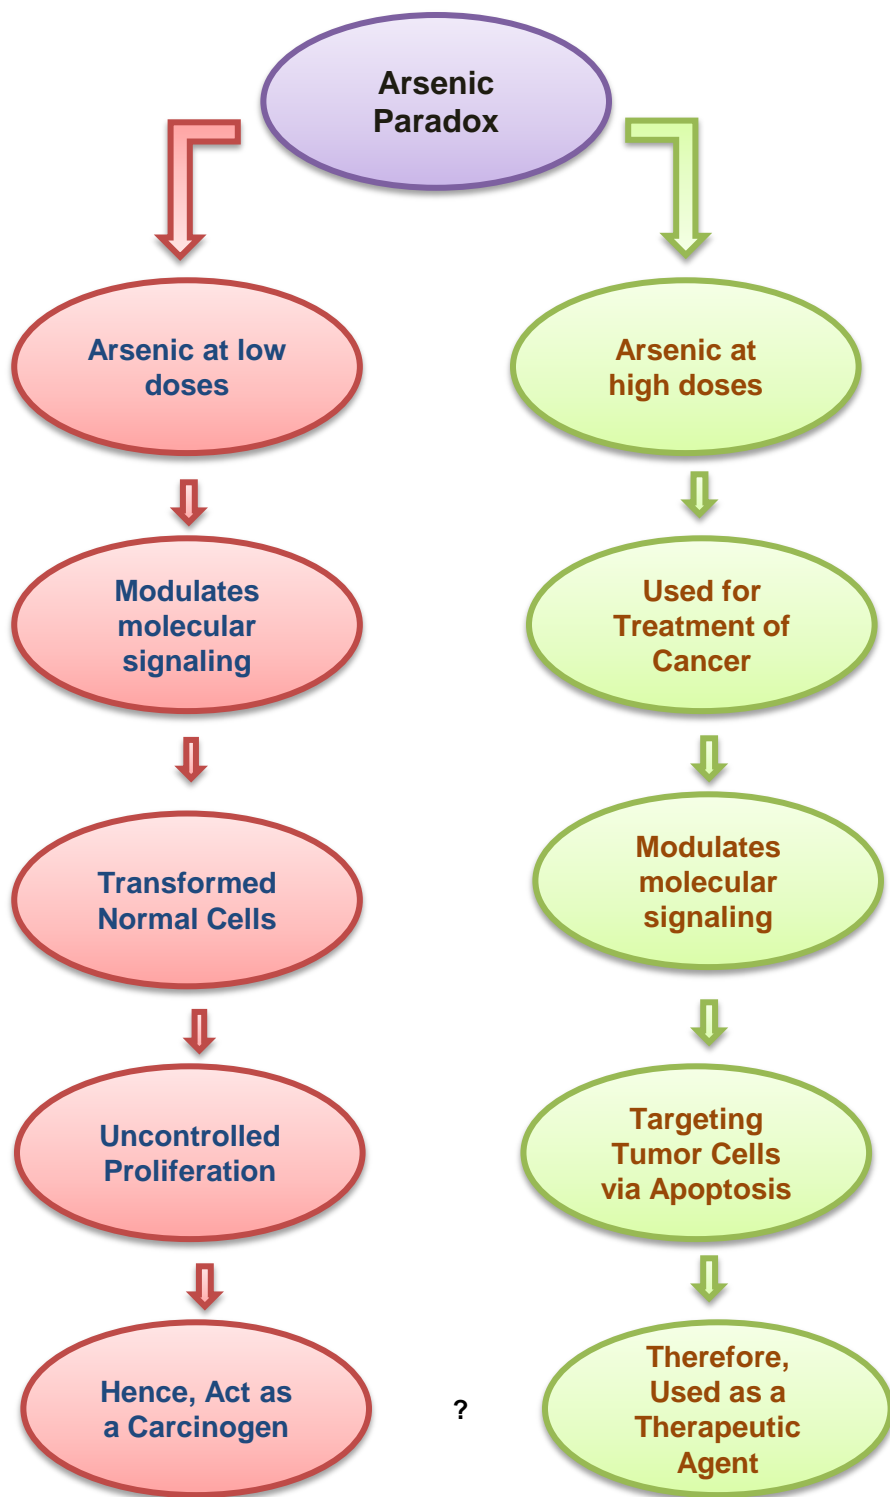 Arsenic
Paradox
Arsenic at low
doses
Modulates
molecular
signaling
Transformed
Normal Cells
Uncontrolled
Proliferation
Hence, Act as
a Carcinogen
?
Arsenic at
high doses
Used for
Treatment of
Cancer
Modulates
molecular
signaling
Targeting
Tumor Cells
via Apoptosis
Therefore,
Used as a
Therapeutic
Agent